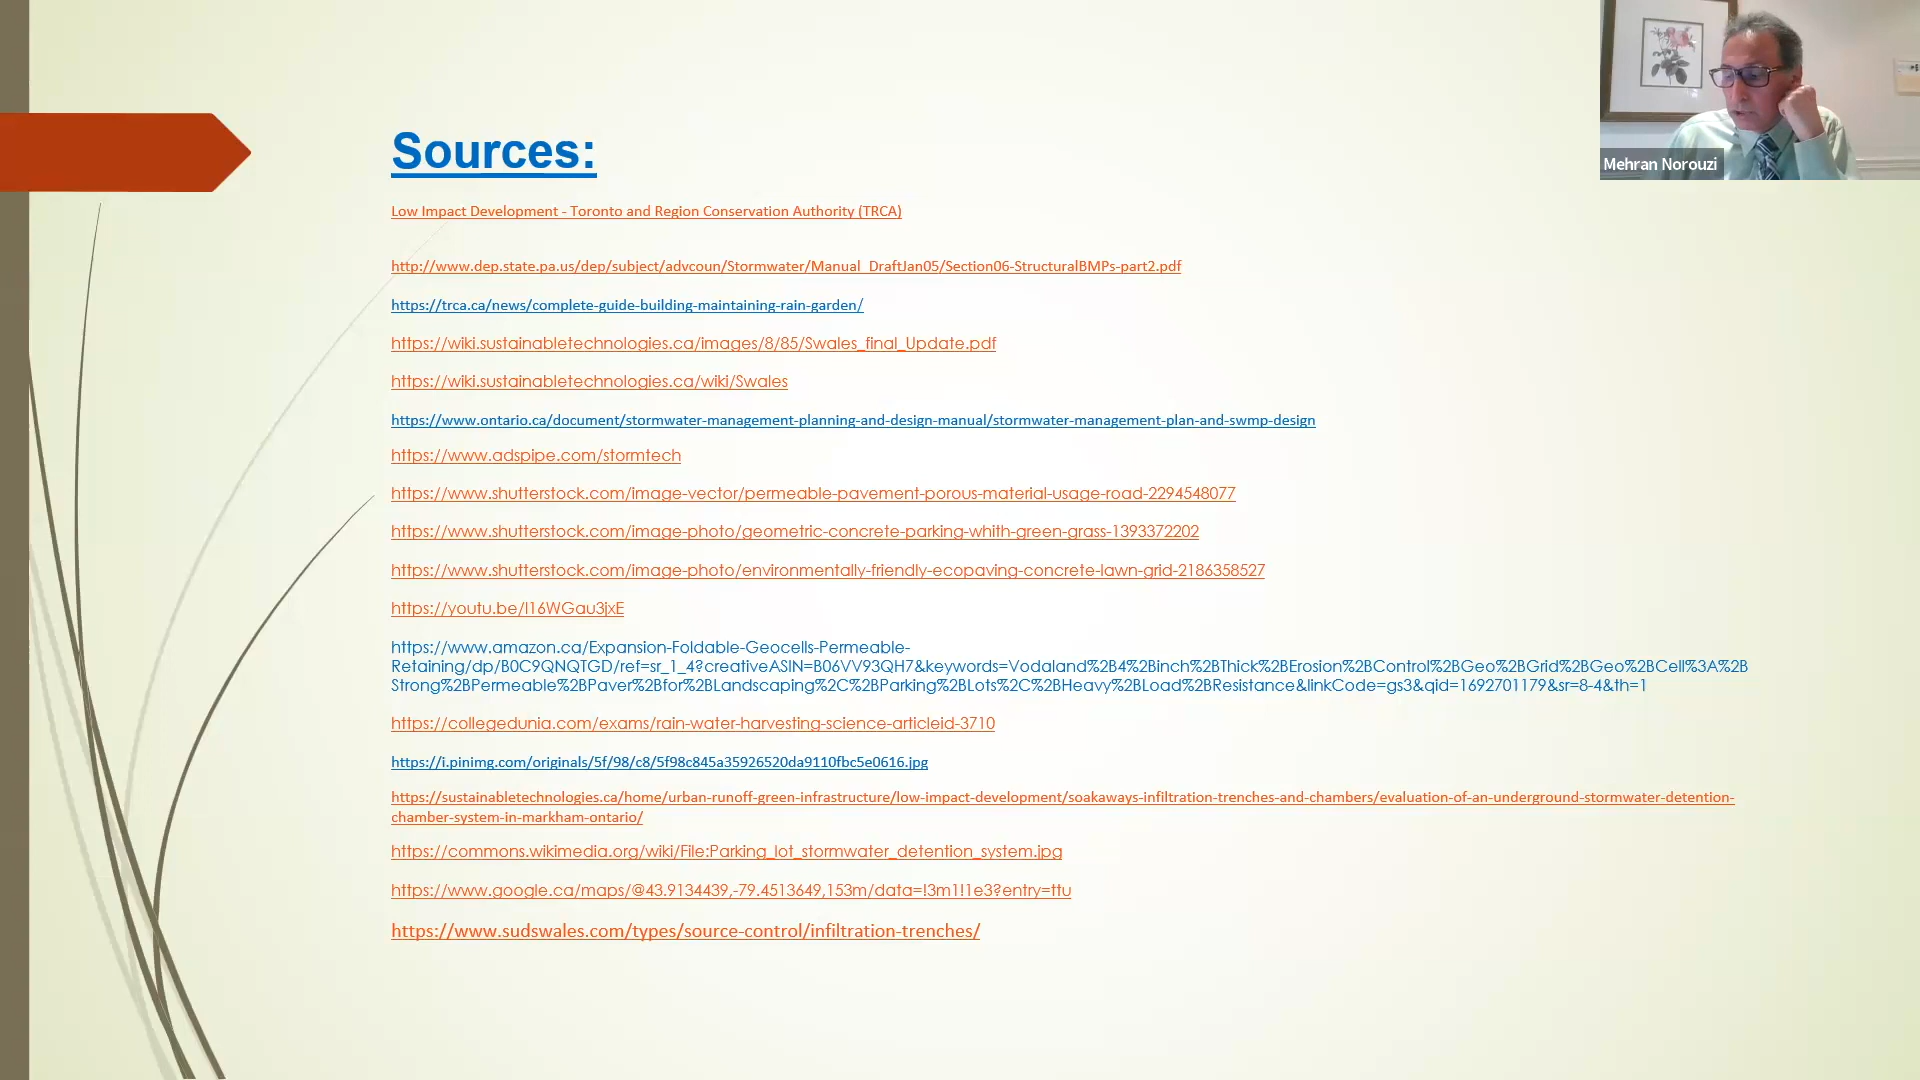 Mehran Norouzi
Sources:
Low Impact Development - Toronto and Region Conservation Authority (TRCA)
http://www.dep.state.pa.us/dep/subject/advcoun/Stormwater/Manual_DraftJan05/Section06-StructuralBMPs-part2.pdf
https://trca.ca/news/complete-guide-building-maintaining-rain-garden/
https://wiki.sustainabletechnologies.ca/images/8/85/Swales_final_Update.pdf
https://wiki.sustainabletechnologies.ca/wiki/Swales
https://www.ontario.ca/document/stormwater-management-planning-and-design-manual/stormwater-management-plan-and-swmp-design
https://www.adspipe.com/stormtech
https://www.shutterstock.com/image-vector/permeable-pavement-porous-material-usage-road-2294548077
https://www.shutterstock.com/image-photo/geometric-concrete-parking-whith-green-grass-1393372202
https://www.shutterstock.com/image-photo/environmentally-friendly-ecopaving-concrete-lawn-grid-2186358527
https://youtu.be/l16WGau3jxE
https://www.amazon.ca/Expansion-Foldable-Geocells-Permeable-
Retaining/dp/B0C9QNQTGD/ref=sr_1_4?creativeASIN=B06VV93QH7&keywords=Vodaland%2B4%2Binch%2BThick%2BErosion%2BControl%2BGeo%2BGrid%2BGeo%2BCell%3A%2B
Strong%2BPermeable%2BPaver%2Bfor%2BLandscaping%2C%2BParking%2BLots%2C%2BHeavy%2BLoad%2BResistance&linkCode=gs3&qid=1692701179&sr=8-4&th=1
https://collegedunia.com/exams/rain-water-harvesting-science-articleid-3710
https://i.pinimg.com/originals/5f/98/c8/5f98c845a35926520da9110fbc5e0616.jpg
https://sustainabletechnologies.ca/home/urban-runoff-green-infrastructure/low-impact-development/soakaways-infiltration-trenches-and-chambers/evaluation-of-an-underground-stormwater-detention-
chamber-system-in-markham-ontario/
https://commons.wikimedia.org/wiki/File:Parking_lot_stormwater_detention_system.jpg
https://www.google.ca/maps/@43.9134439,-79.4513649,153m/data=!3m1!1e3?entry=ttu
https://www.sudswales.com/types/source-control/infiltration-trenches/